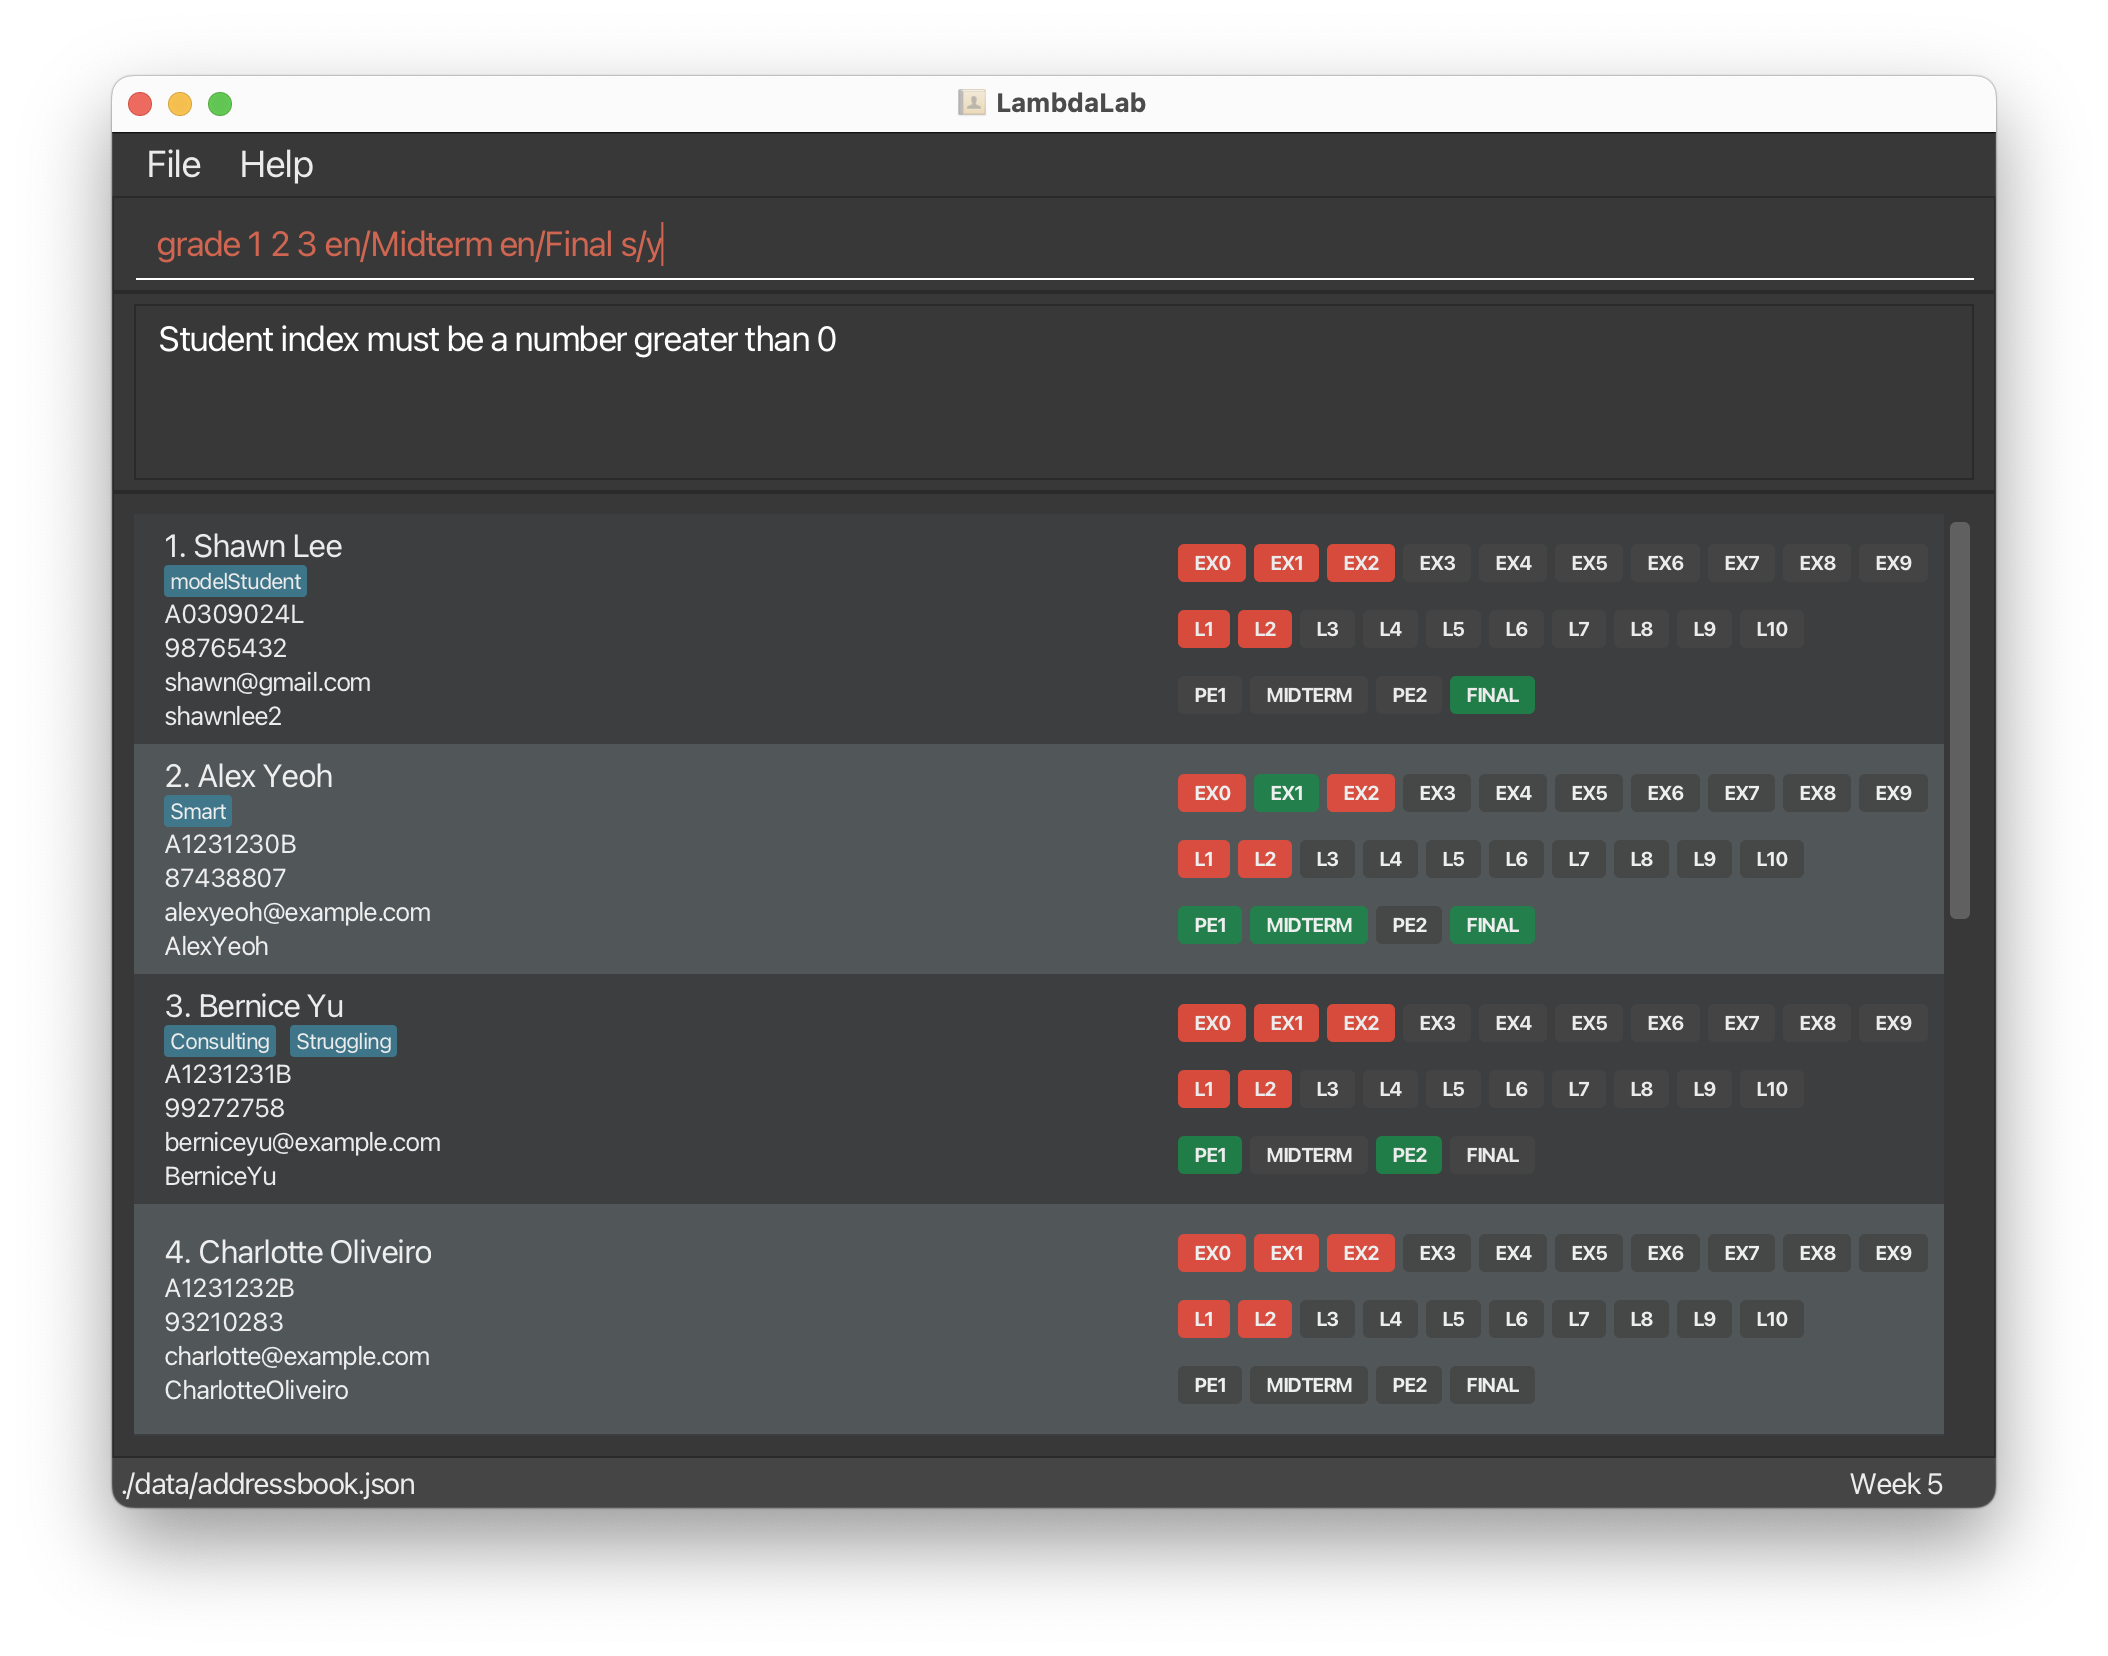 LambdaLab
File Help
grade 1 2 3 en/Midterm en/Final s/y
Student index must be a number greater than 0
1. Shawn Lee
modelStudent
A0309024L
98765432
shawn@gmail.com
shawnlee2
EX0 EX1 EX2 EX3 EX4 EX5 EX6 EX7 EX8 EX9
L1 L2 L3 L4 L5 L6 L7 L8 L9 L10
PE1 MIDTERM PE2 FINAL
2. Alex Yeoh
Smart
A1231230B
87438807
alexyeoh@example.com
AlexYeoh
EX0 EX1 EX2 EX3 EX4 EX5 EX6 EX7 EX8 EX9
L1 L2 L3 L4 L5 L6 L7 L8 L9 L10
PE1 MIDTERM PE2 FINAL
3. Bernice Yu
Consulting Struggling
A1231231B
99272758
berniceyu@example.com
BerniceYu
EX0 EX1 EX2 EX3 EX4 EX5 EX6 EX7 EX8 EX9
L1 L2 L3 L4 L5 L6 L7 L8 L9 L10
PE1 MIDTERM PE2 FINAL
4. Charlotte Oliveiro
A1231232B
93210283
charlotte@example.com
CharlotteOliveiro
EX0 EX1 EX2 EX3 EX4 EX5 EX6 EX7 EX8 EX9
L1 L2 L3 L4 L5 L6 L7 L8 L9 L10
PE1 MIDTERM PE2 FINAL
./data/addressbook.json
Week 5